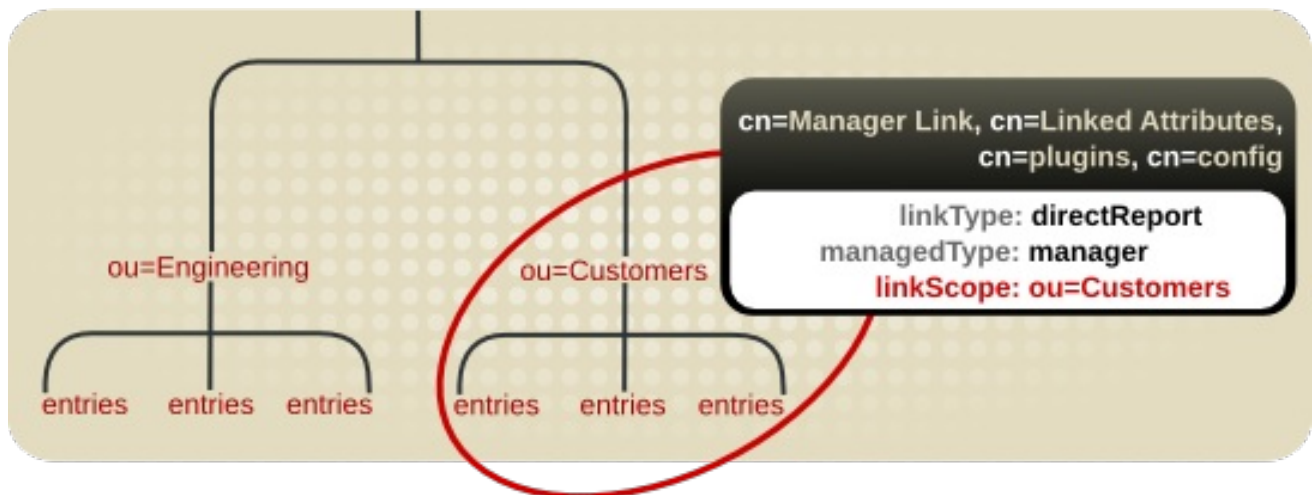 cn=Manager Link, cn=Linked Attributes,
cn=plugins, cn=config
linkType: directReport
managedType: manager
linkScope: ou=Customers
ou=Engineering
ou=Customers
entries
entries
entries
entries
entries
entries